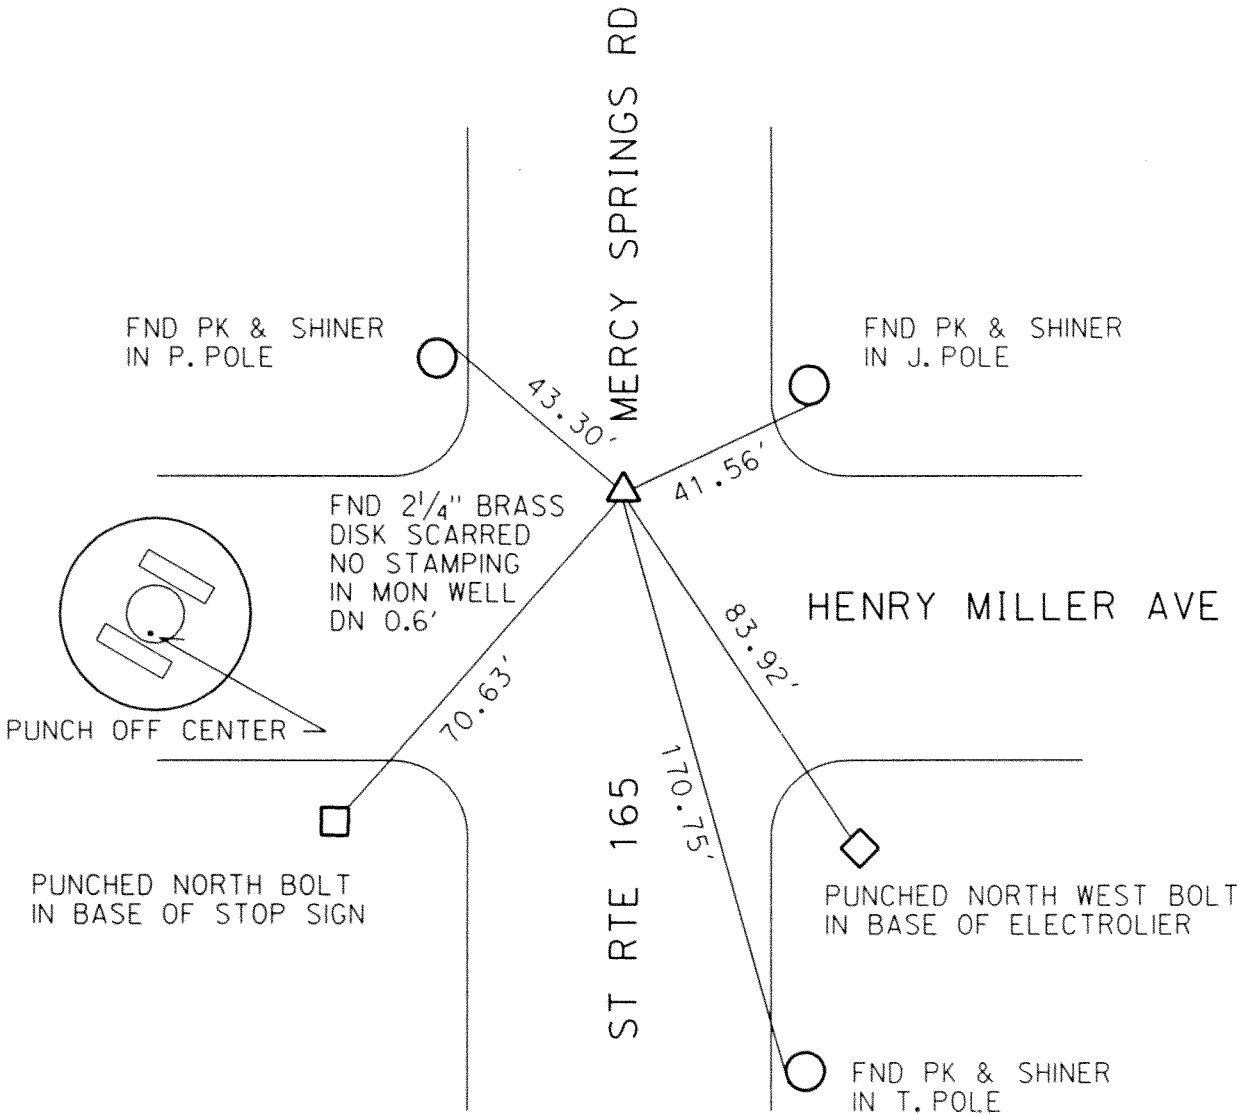 MERCY SPRINGS RD
FND PK & SHINER
IN P. POLE
FND PK & SHINER
IN J. POLE
43.30'
41.56'
FND 2 1/4" BRASS
DISK SCARRED
NO STAMPING
IN MON WELL
DN 0.6'
HENRY MILLER AVE
83.92'
70.63'
PUNCH OFF CENTER
170.75'
ST RTE 165
PUNCHED NORTH BOLT
IN BASE OF STOP SIGN
PUNCHED NORTH WEST BOLT
IN BASE OF ELECTROLIER
FND PK & SHINER
IN T. POLE